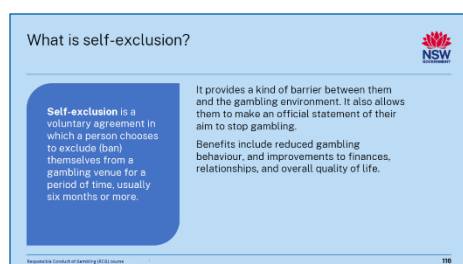 What is self-exclusion?
NSW
GOVERNMENT
Self-exclusion is a
voluntary agreement in
which a person chooses
to exclude (ban)
themselves from a
gambling venue for a
period of time, usually
six months or more.
It provides a kind of barrier between them
and the gambling environment. It also allows
them to make an official statement of their
aim to stop gambling.
Benefits include reduced gambling
behaviour, and improvements to finances,
relationships, and overall quality of life.
Responsible Conduct of Gambling (RCG) course
116